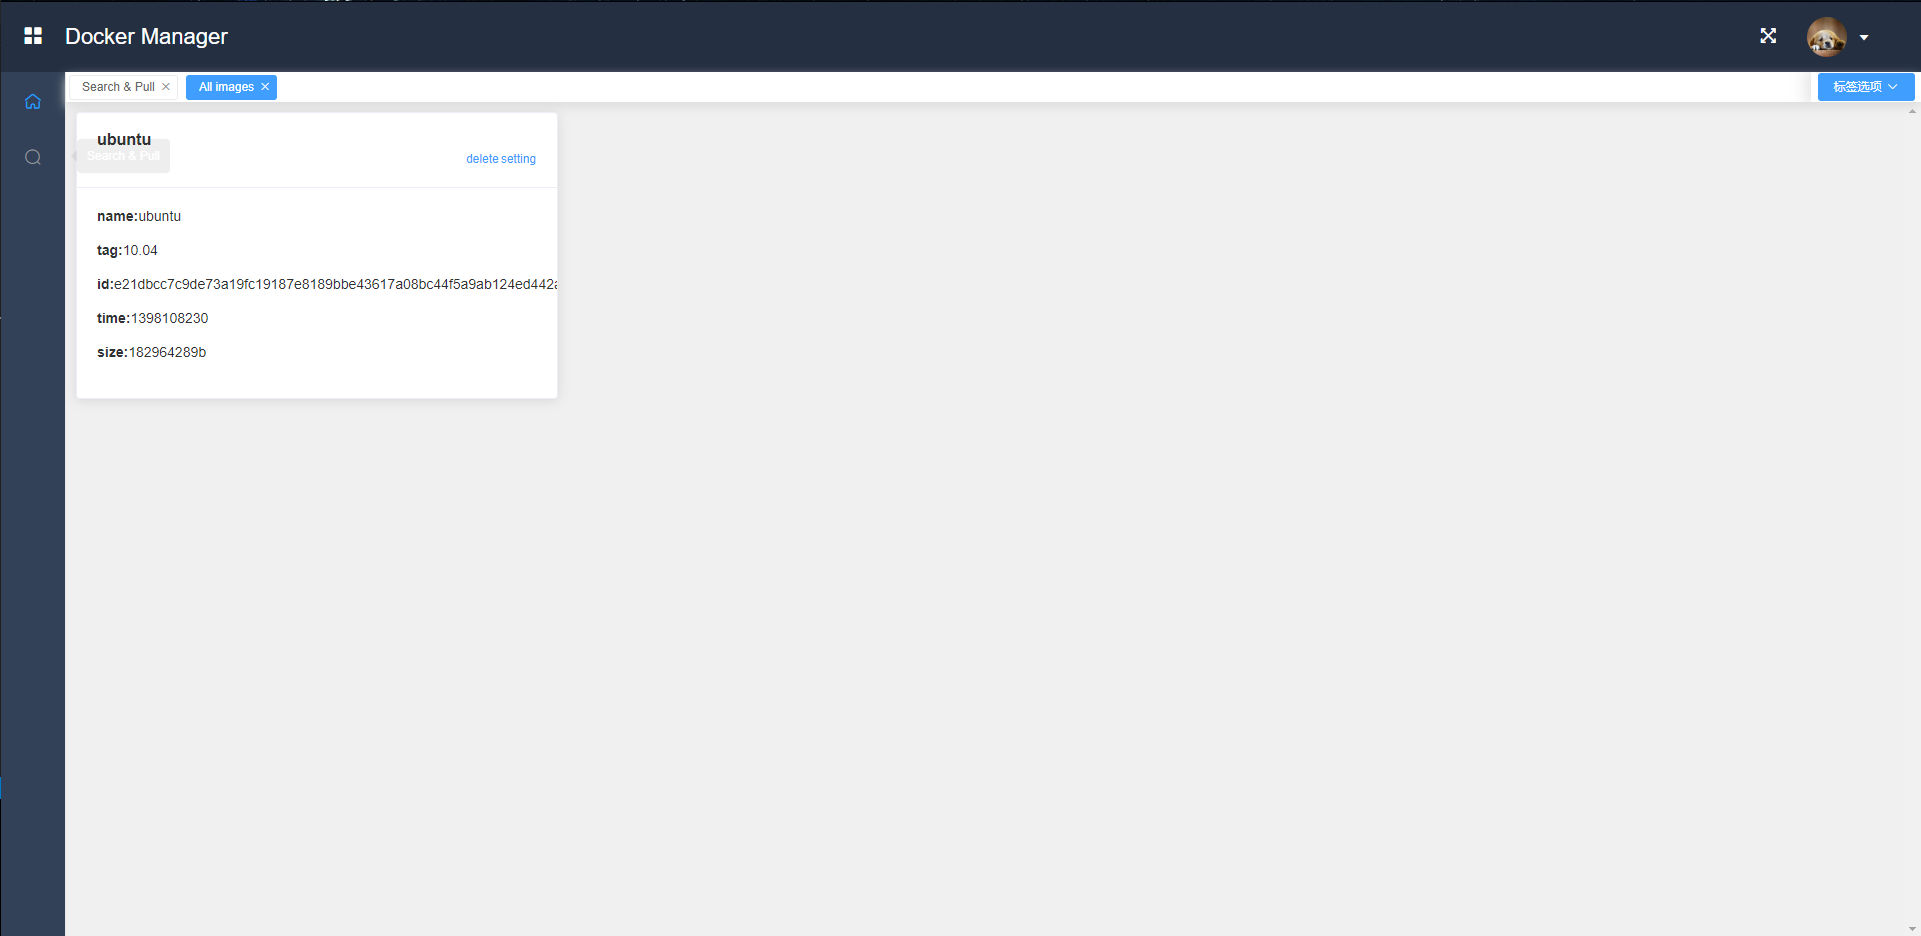 Docker Manager
Search & Pull
All images
标签选项
ubuntu
Search & Pull
delete setting
name:ubuntu
tag:10.04
id:e21dbcc7c9de73a19fc19187e8189bbe43617a08bc44f5a9ab124ed442a
time:1398108230
size:182964289b